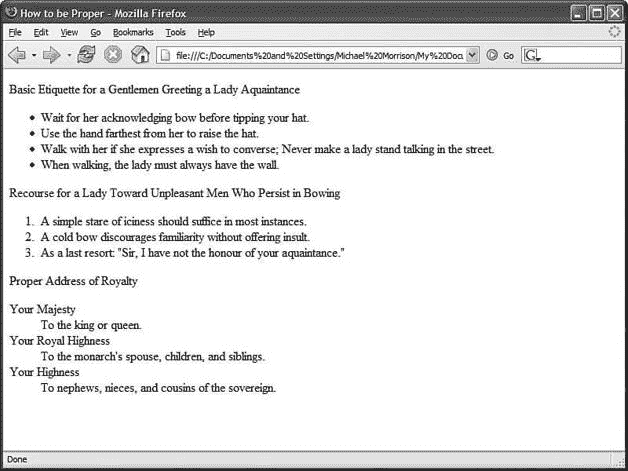 How to be Proper - Mozilla Firefox
File Edit View Go Bookmarks Tools Help
file:///C:/Documents%20and%20Settings/Michael%20Morrison/My%20Docu Go G
Basic Etiquette for a Gentlemen Greeting a Lady Aquaintance
• Wait for her acknowledging bow before tipping your hat.
• Use the hand farthest from her to raise the hat.
• Walk with her if she expresses a wish to converse; Never make a lady stand talking in the street.
• When walking, the lady must always have the wall.
Recourse for a Lady Toward Unpleasant Men Who Persist in Bowing
1. A simple stare of iciness should suffice in most instances.
2. A cold bow discourages familiarity without offering insult.
3. As a last resort: "Sir, I have not the honour of your aquaintance."
Proper Address of Royalty
Your Majesty
To the king or queen.
Your Royal Highness
To the monarch's spouse, children, and siblings.
Your Highness
To nephews, nieces, and cousins of the sovereign.
Done